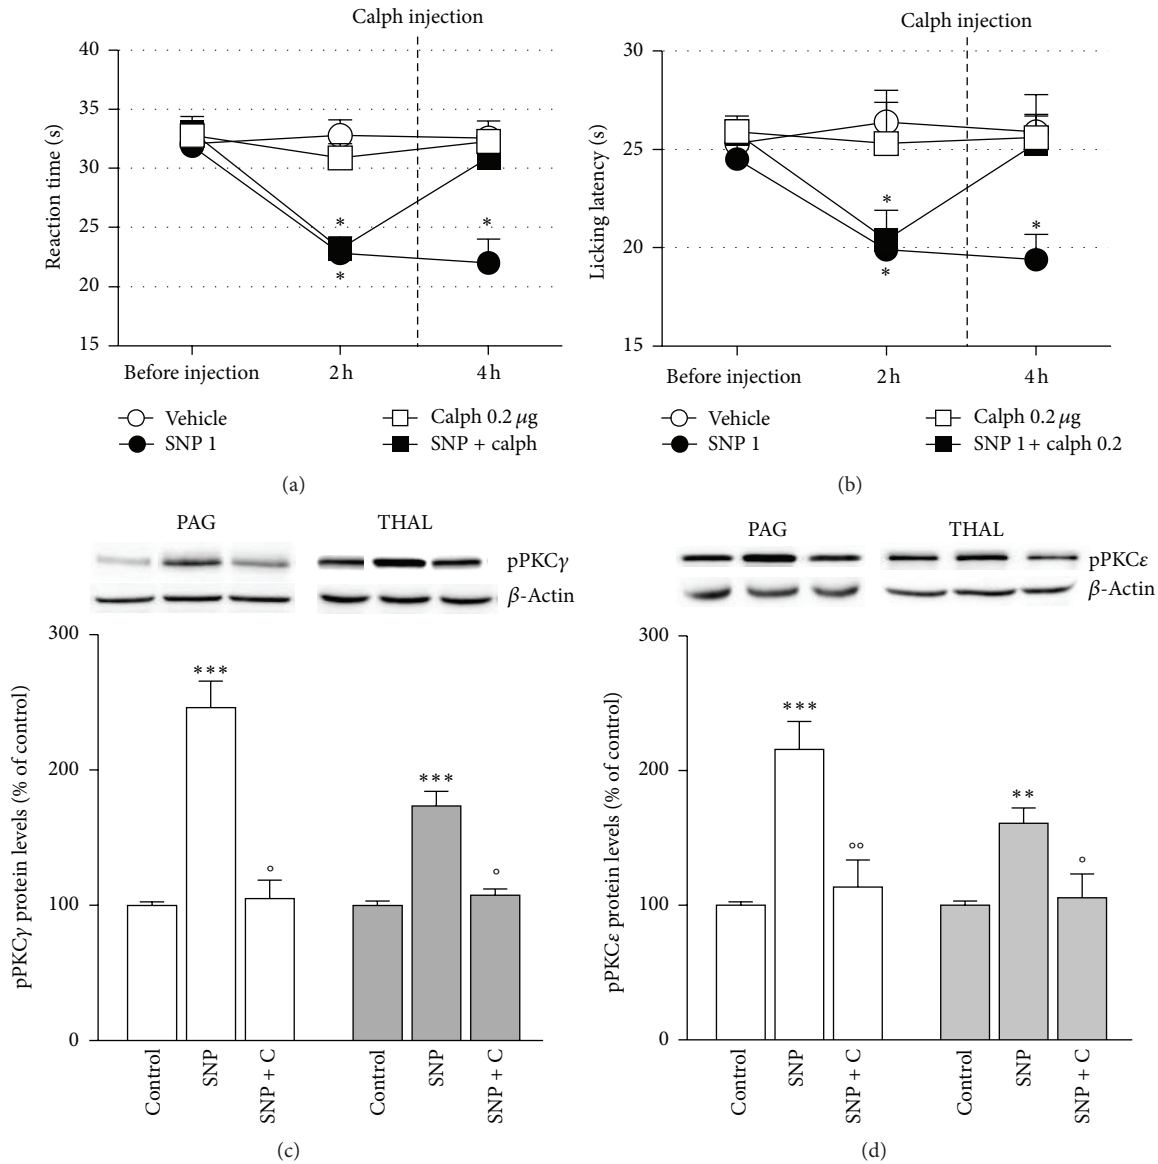 Calph injection
40
35
30
25
20
15
Reaction time (s)
*
*
*
Before injection
2 h
4 h
Vehicle
SNP 1
Calph 0.2 μg
SNP + calph
(a)
Calph injection
30
25
20
15
Licking latency (s)
*
*
*
Before injection
2 h
4 h
Vehicle
SNP 1
Calph 0.2 μg
SNP 1 + calph 0.2
(b)
PAG
THAL
pPKCγ
β-Actin
300
200
100
0
pPKCγ protein levels (% of control)
***
°
***
°
Control
SNP
SNP + C
Control
SNP
SNP + C
(c)
PAG
THAL
pPKCε
β-Actin
300
200
100
0
pPKCε protein levels (% of control)
***
°°
**
°
Control
SNP
SNP + C
Control
SNP
SNP + C
(d)